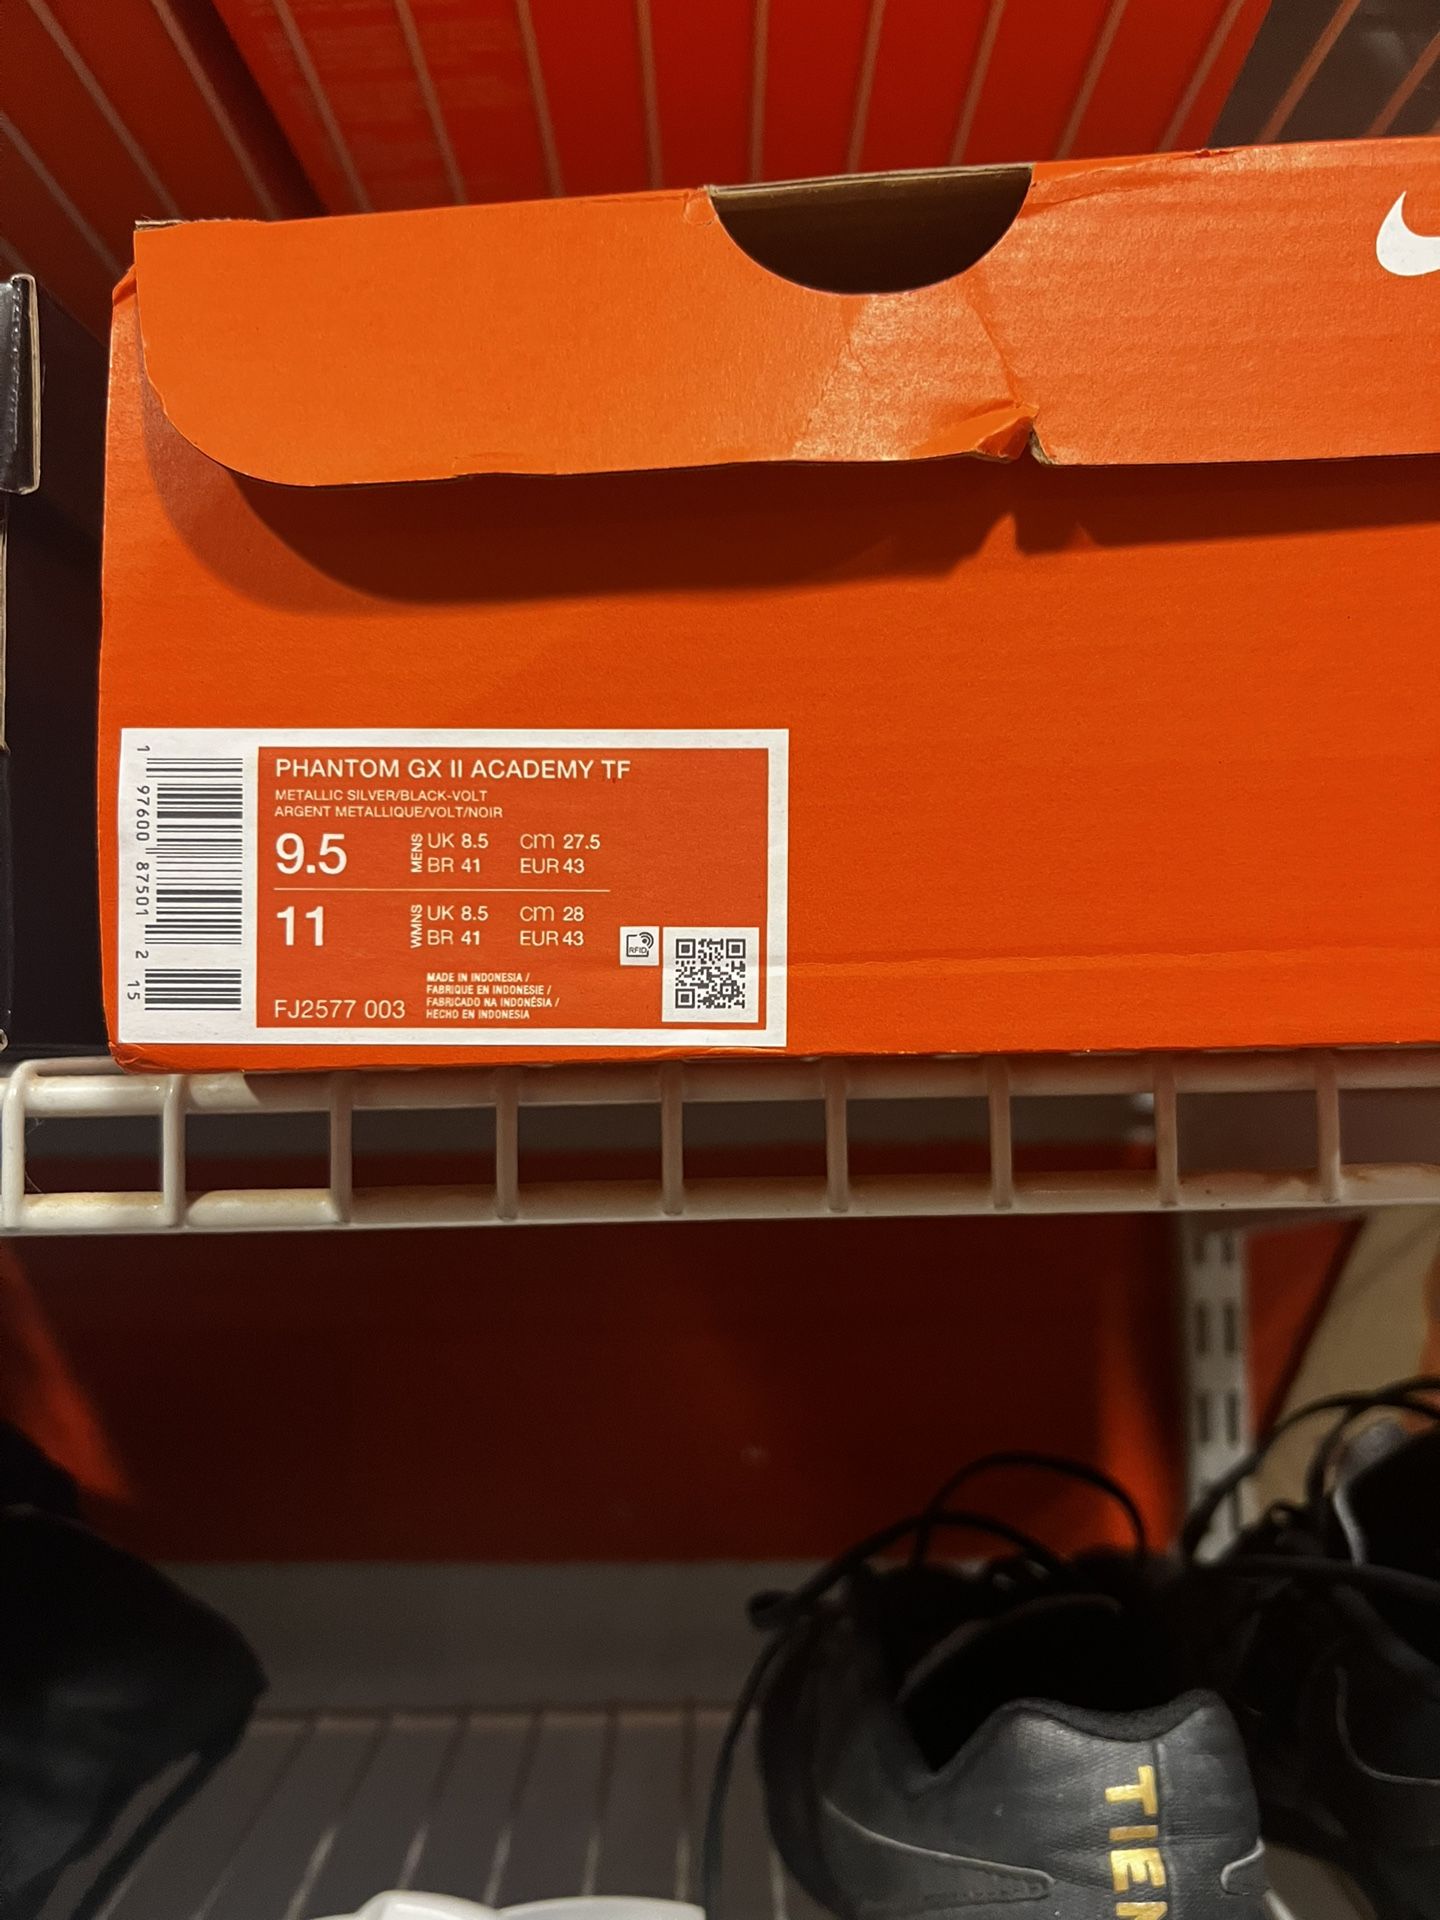 PHANTOM GX II ACADEMY TF
METALLIC SILVER/BLACK-VOLT
ARGENT METALLIQUE/VOLT/NOIR
9.5 MENS UK 8.5 cm 27.5
BR 41 EUR 43
11 WMNS UK 8.5 cm 28
BR 41 EUR 43
RFID
MADE IN INDONESIA /
FABRIQUE EN INDONESIE /
FABRICADO NA INDONÉSIA /
HECHO EN INDONESIA
FJ2577 003
1 97600 87501 2 15